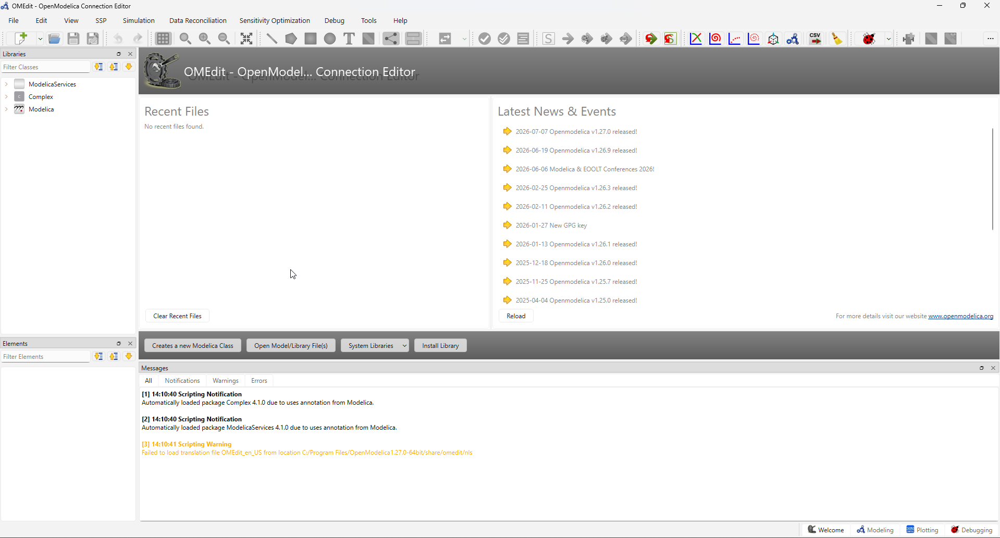 OMEdit - OpenModelica Connection Editor
File Edit View SSP Simulation Data Reconciliation Sensitivity Optimization Debug Tools Help
T S CSV ...
Libraries
Filter Classes
ModelicaServices
C Complex
Modelica
OMEdit - OpenModel... Connection Editor
Recent Files
No recent files found.
Clear Recent Files
Latest News & Events
2026-07-07 Openmodelica v1.27.0 released!
2026-06-19 Openmodelica v1.26.9 released!
2026-06-06 Modelica & EOOLT Conferences 2026!
2026-02-25 Openmodelica v1.26.3 released!
2026-02-11 Openmodelica v1.26.2 released!
2026-01-27 New GPG key
2026-01-13 Openmodelica v1.26.1 released!
2025-12-18 Openmodelica v1.26.0 released!
2025-11-25 Openmodelica v1.25.7 released!
2025-04-04 Openmodelica v1.25.0 released!
Reload
For more details visit our website www.openmodelica.org
Elements
Filter Elements
Creates a new Modelica Class Open Model/Library File(s) System Libraries Install Library
Messages
All Notifications Warnings Errors
[1] 14:10:40 Scripting Notification
Automatically loaded package Complex 4.1.0 due to uses annotation from Modelica.
[2] 14:10:40 Scripting Notification
Automatically loaded package ModelicaServices 4.1.0 due to uses annotation from Modelica.
[3] 14:10:41 Scripting Warning
Failed to load translation file OMEdit_en_US from location C:/Program Files/OpenModelica1.27.0-64bit/share/omedit/nls
Welcome Modeling Plotting Debugging